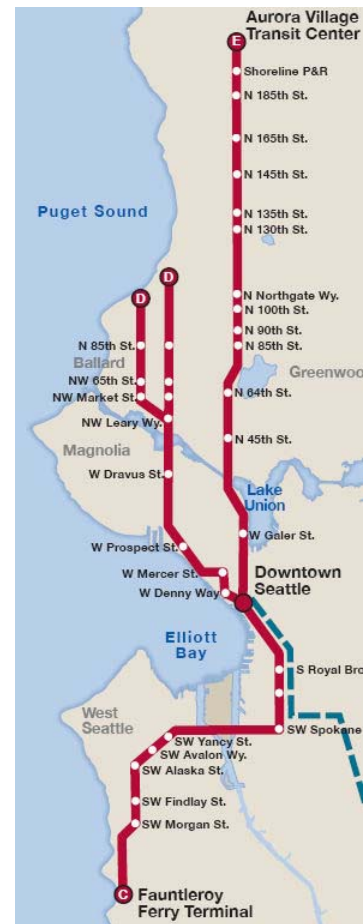 Aurora Village
Transit Center
E
Shoreline P&R
N 185th St.
N 165th St.
N 145th St.
Puget Sound
N 135th St.
N 130th St.
D
D
N Northgate Wy.
N 100th St.
N 90th St.
N 85th St.
N 85th St.
Ballard
Greenwoo
NW 65th St.
N 64th St.
NW Market St.
NW Leary Wy.
N 45th St.
Magnolia
W Dravus St.
Lake
Union
W Galer St.
W Prospect St.
W Mercer St.
Downtown
Seattle
W Denny Way
Elliott
Bay
S Royal Bro
West
Seattle
SW Spokane
SW Yancy St.
SW Avalon Wy.
SW Alaska St.
SW Findlay St.
SW Morgan St.
C
Fauntleroy
Ferry Terminal